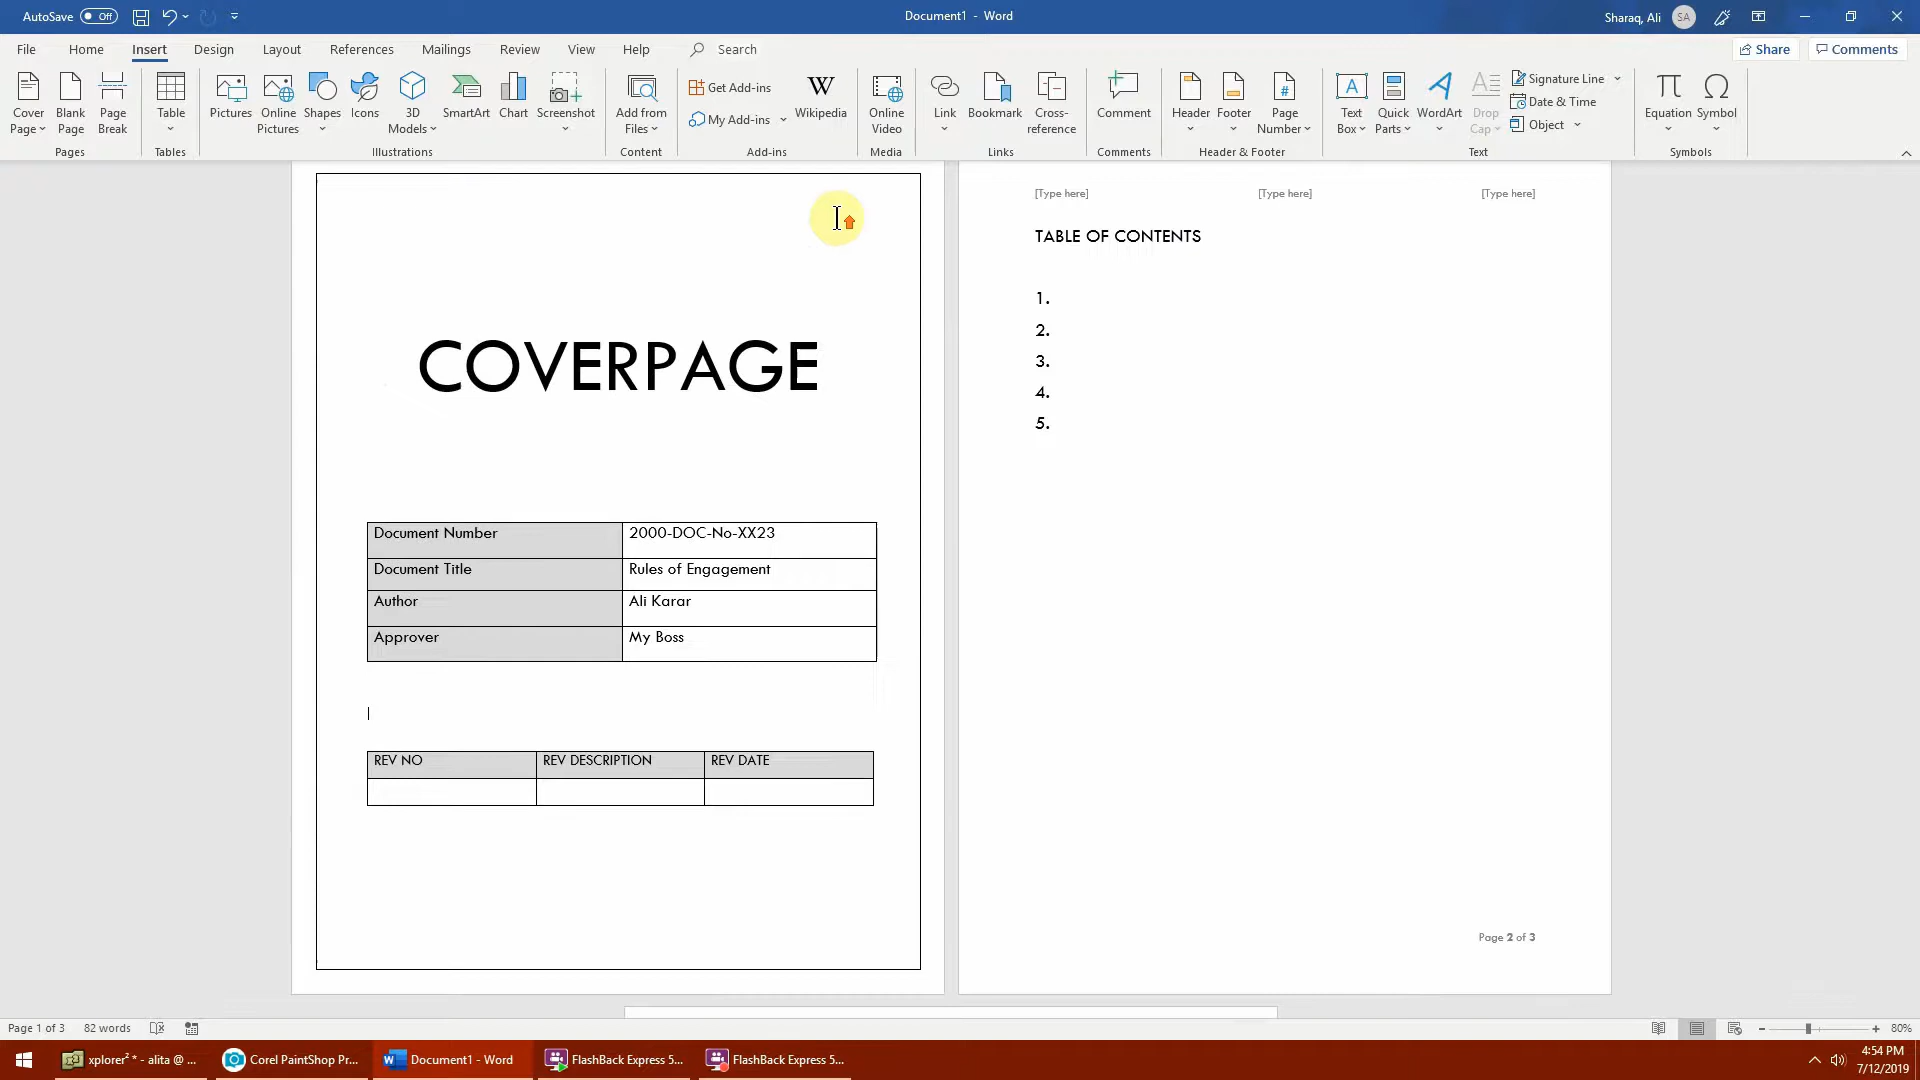 AutoSave Off
Document1 - Word
Sharaq, Ali SA
File Home Insert Design Layout References Mailings Review View Help Search
Share Comments
Cover Page
Blank Page
Page Break
Pages
Table
Tables
Pictures
Online Pictures
Shapes
Icons
3D Models
SmartArt
Chart
Screenshot
Illustrations
Add from Files
Content
Get Add-ins
My Add-ins
W
Wikipedia
Add-ins
Online Video
Media
Link
Bookmark
Cross-reference
Links
Comment
Comments
Header
Footer
Page Number
Header & Footer
Text Box
Quick Parts
WordArt
Drop Cap
Signature Line
Date & Time
Object
Text
Equation
Symbol
Symbols
COVERPAGE
Document Number 2000-DOC-No-XX23
Document Title Rules of Engagement
Author Ali Karar
Approver My Boss
REV NO REV DESCRIPTION REV DATE
[Type here] [Type here] [Type here]
TABLE OF CONTENTS
1.
2.
3.
4.
5.
Page 2 of 3
Page 1 of 3 82 words
80%
xplorer² * - alita @ ...
Corel PaintShop Pr...
Document1 - Word
FlashBack Express 5...
FlashBack Express 5...
4:54 PM
7/12/2019